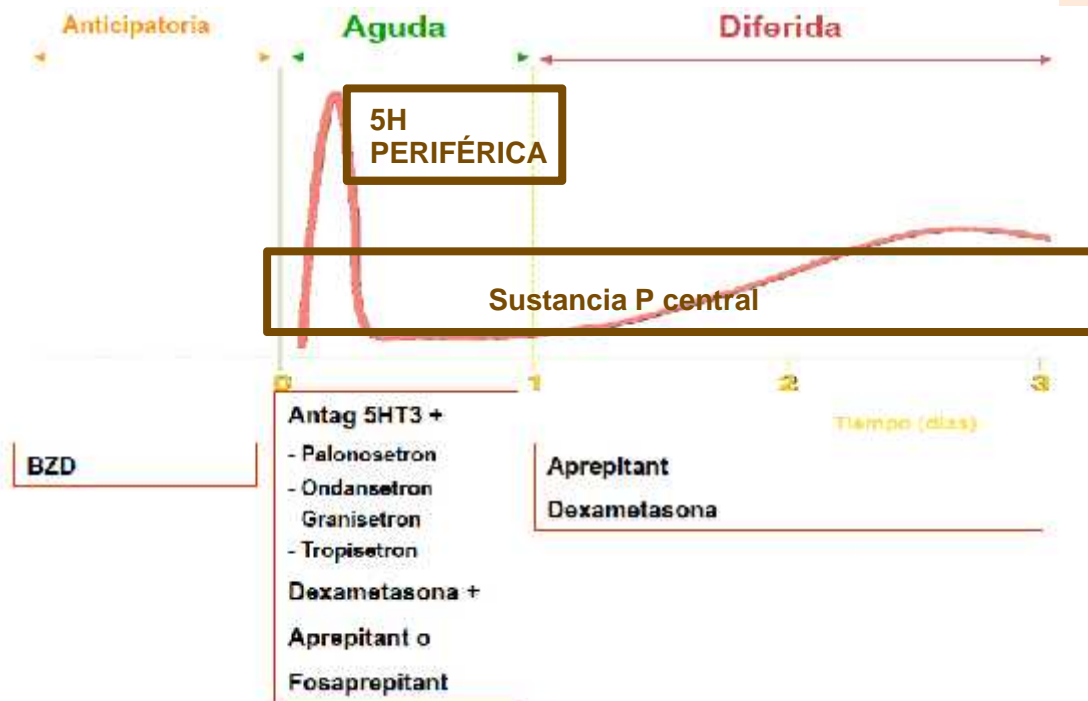 Anticipatoria
Aguda
Diferida
5H
PERIFÉRICA
Sustancia P central
0
1
2
3
Tiempo (días)
BZD
Antag 5HT3 +
- Palonosetron
- Ondansetron
Granisetron
- Tropisetron
Dexametasona +
Aprepitant o
Fosaprepitant
Aprepitant
Dexametasona